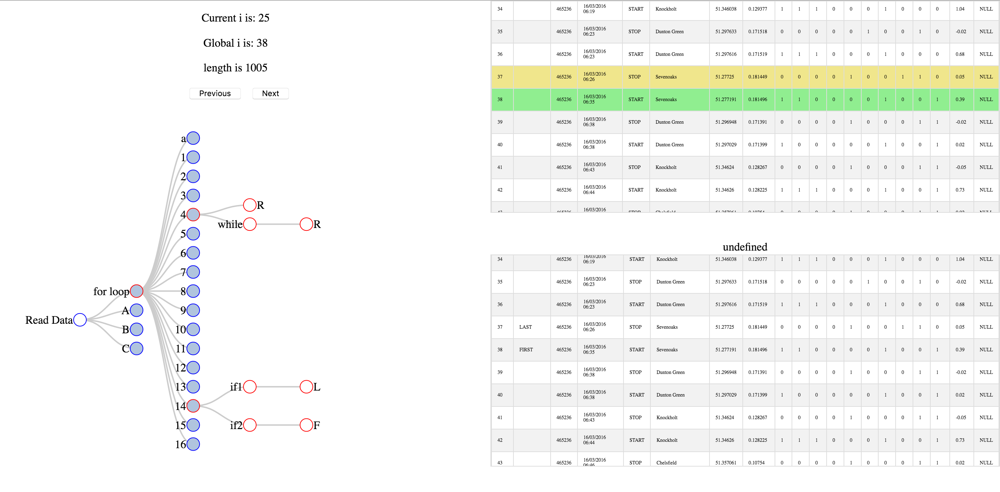 Current i is: 25
Global i is: 38
length is 1005
Previous Next
a
1
2
3
4
R
while
R
5
6
7
for loop
8
A
9
Read Data
B
10
C
11
12
13
if1
L
14
15
if2
F
16
34 465236 16/03/2016 06:19 START Knockholt 51.346038 0.129377 1 1 1 0 0 0 1 0 0 0 1.04 NULL
35 465236 16/03/2016 06:23 STOP Dunton Green 51.297633 0.171518 0 0 0 0 0 1 0 0 1 0 -0.02 NULL
36 465236 16/03/2016 06:23 START Dunton Green 51.297616 0.171519 1 1 1 0 0 0 1 0 0 0 0.68 NULL
37 465236 16/03/2016 06:26 STOP Sevenoaks 51.27725 0.181449 0 0 0 0 1 0 0 1 1 0 0.05 NULL
38 465236 16/03/2016 06:35 START Sevenoaks 51.277191 0.181496 1 1 0 0 0 0 1 0 0 1 0.39 NULL
39 465236 16/03/2016 06:38 STOP Dunton Green 51.296948 0.171391 0 0 0 0 1 0 0 0 1 1 -0.02 NULL
40 465236 16/03/2016 06:38 START Dunton Green 51.297029 0.171399 1 0 0 0 0 0 1 0 0 1 0.02 NULL
41 465236 16/03/2016 06:43 STOP Knockholt 51.34624 0.128267 0 0 0 0 1 0 0 0 1 1 -0.05 NULL
42 465236 16/03/2016 06:44 START Knockholt 51.34626 0.128225 1 1 1 0 0 0 1 0 0 1 0.73 NULL
16/03/2016
undefined
34 465236 16/03/2016 06:19 START Knockholt 51.346038 0.129377 1 1 1 0 0 0 1 0 0 0 1.04 NULL
35 465236 16/03/2016 06:23 STOP Dunton Green 51.297633 0.171518 0 0 0 0 0 1 0 0 1 0 -0.02 NULL
36 465236 16/03/2016 06:23 START Dunton Green 51.297616 0.171519 1 1 1 0 0 0 1 0 0 0 0.68 NULL
37 LAST 465236 16/03/2016 06:26 STOP Sevenoaks 51.27725 0.181449 0 0 0 0 1 0 0 1 1 0 0.05 NULL
38 FIRST 465236 16/03/2016 06:35 START Sevenoaks 51.277191 0.181496 1 1 0 0 0 0 1 0 0 1 0.39 NULL
39 465236 16/03/2016 06:38 STOP Dunton Green 51.296948 0.171391 0 0 0 0 1 0 0 0 1 1 -0.02 NULL
40 465236 16/03/2016 06:38 START Dunton Green 51.297029 0.171399 1 0 0 0 0 0 1 0 0 1 0.02 NULL
41 465236 16/03/2016 06:43 STOP Knockholt 51.34624 0.128267 0 0 0 0 1 0 0 0 1 1 -0.05 NULL
42 465236 16/03/2016 06:44 START Knockholt 51.34626 0.128225 1 1 1 0 0 0 1 0 0 1 0.73 NULL
43 465236 16/03/2016 06:46 STOP Chelsfield 51.357061 0.10754 0 0 0 0 1 0 0 0 1 1 0.02 NULL